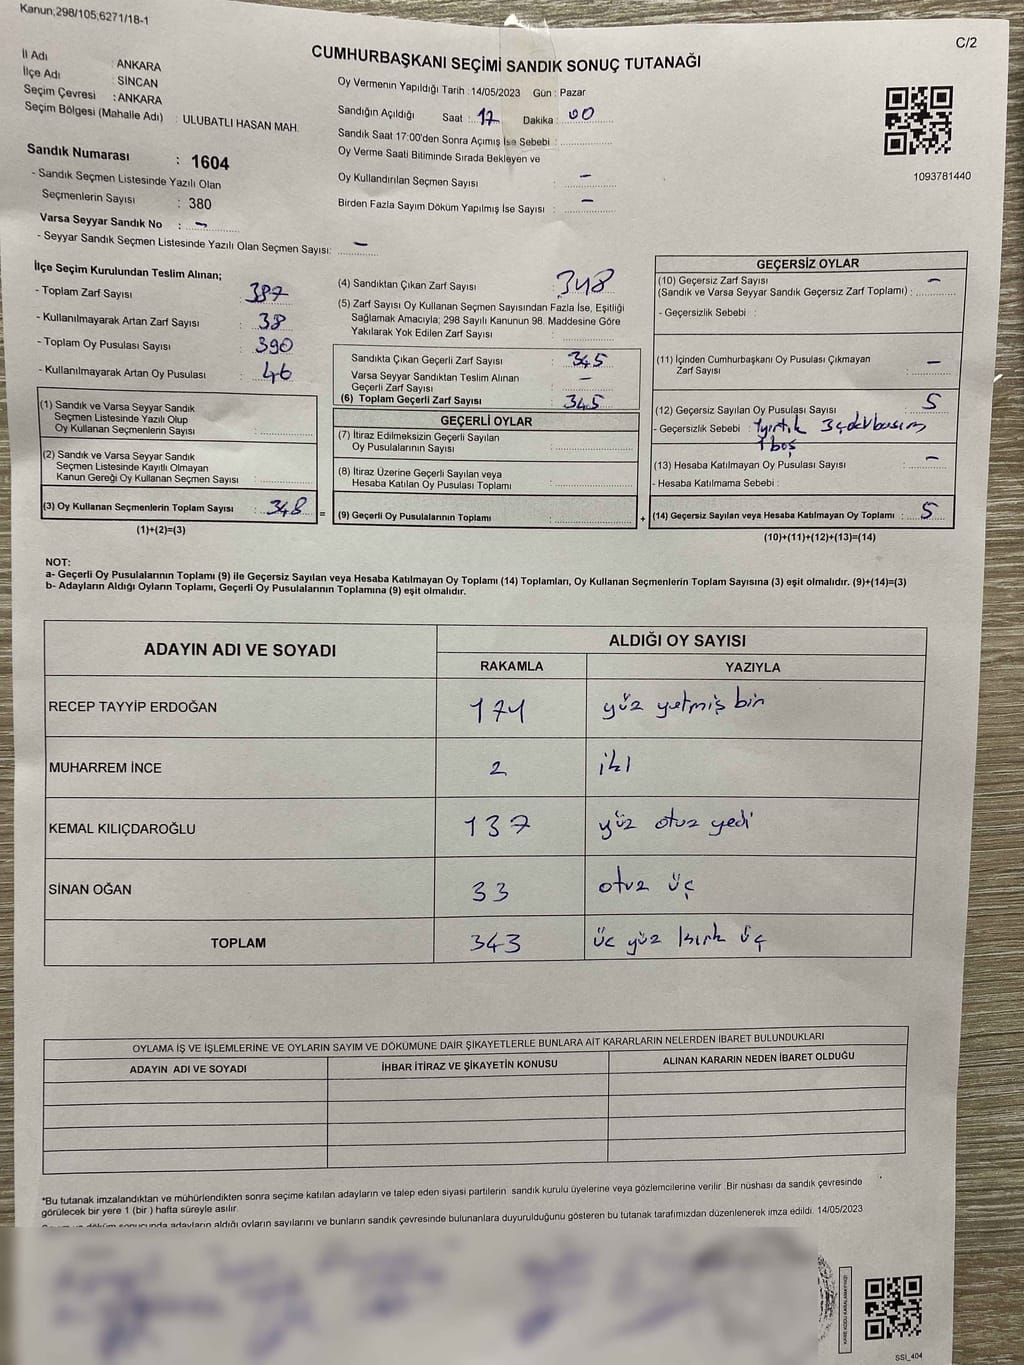 Kanun;298/105;6271/18-1
C/2
CUMHURBAŞKANI SEÇİMİ SANDIK SONUÇ TUTANAĞI
İl Adı : ANKARA
İlçe Adı : SİNCAN
Seçim Çevresi : ANKARA
Seçim Bölgesi (Mahalle Adı) : ULUBATLI HASAN MAH.
Sandık Numarası : 1604
- Sandık Seçmen Listesinde Yazılı Olan
Seçmenlerin Sayısı : 380
Varsa Seyyar Sandık No : -
- Seyyar Sandık Seçmen Listesinde Yazılı Olan Seçmen Sayısı: -
Oy Vermenin Yapıldığı Tarih : 14/05/2023 Gün : Pazar
Sandığın Açıldığı Saat : 17 Dakika : 00
Sandık Saat 17:00'den Sonra Açımış İse Sebebi :
Oy Verme Saati Bitiminde Sırada Bekleyen ve
Oy Kullandırılan Seçmen Sayısı : -
Birden Fazla Sayım Döküm Yapılmış İse Sayısı : -
1093781440
İlçe Seçim Kurulundan Teslim Alınan;
- Toplam Zarf Sayısı : 387
- Kullanılmayarak Artan Zarf Sayısı : 38
- Toplam Oy Pusulası Sayısı : 390
- Kullanılmayarak Artan Oy Pusulası : 46
(1) Sandık ve Varsa Seyyar Sandık
Seçmen Listesinde Yazılı Olup
Oy Kullanan Seçmenlerin Sayısı :
(2) Sandık ve Varsa Seyyar Sandık
Seçmen Listesinde Kayıtlı Olmayan
Kanun Gereği Oy Kullanan Seçmen Sayısı :
(3) Oy Kullanan Seçmenlerin Toplam Sayısı : 348 =
(1)+(2)=(3)
(4) Sandıktan Çıkan Zarf Sayısı : 348
(5) Zarf Sayısı Oy Kullanan Seçmen Sayısından Fazla İse, Eşitliği
Sağlamak Amacıyla; 298 Sayılı Kanunun 98. Maddesine Göre
Yakılarak Yok Edilen Zarf Sayısı :
Sandıkta Çıkan Geçerli Zarf Sayısı : 345
Varsa Seyyar Sandıktan Teslim Alınan
Geçerli Zarf Sayısı : -
(6) Toplam Geçerli Zarf Sayısı : 345
GEÇERLİ OYLAR
(7) İtiraz Edilmeksizin Geçerli Sayılan
Oy Pusulalarının Sayısı :
(8) İtiraz Üzerine Geçerli Sayılan veya
Hesaba Katılan Oy Pusulası Toplamı :
(9) Geçerli Oy Pusulalarının Toplamı : +
GEÇERSİZ OYLAR
(10) Geçersiz Zarf Sayısı
(Sandık ve Varsa Seyyar Sandık Geçersiz Zarf Toplamı) : -
- Geçersizlik Sebebi :
(11) İçinden Cumhurbaşkanı Oy Pusulası Çıkmayan
Zarf Sayısı : -
(12) Geçersiz Sayılan Oy Pusulası Sayısı : 5
- Geçersizlik Sebebi : 1 yırtık 3
1 boş
(13) Hesaba Katılmayan Oy Pusulası Sayısı : -
- Hesaba Katılmama Sebebi :
(14) Geçersiz Sayılan veya Hesaba Katılmayan Oy Toplamı : 5
(10)+(11)+(12)+(13)=(14)
NOT:
a- Geçerli Oy Pusulalarının Toplamı (9) ile Geçersiz Sayılan veya Hesaba Katılmayan Oy Toplamı (14) Toplamları, Oy Kullanan Seçmenlerin Toplam Sayısına (3) eşit olmalıdır. (9)+(14)=(3)
b- Adayların Aldığı Oyların Toplamı, Geçerli Oy Pusulalarının Toplamına (9) eşit olmalıdır.
ADAYIN ADI VE SOYADI ALDIĞI OY SAYISI
RAKAMLA YAZIYLA
RECEP TAYYİP ERDOĞAN 171 yüz yetmiş bir
MUHARREM İNCE 2 iki
KEMAL KILIÇDAROĞLU 137 yüz otuz yedi
SİNAN OĞAN 33 otuz üç
TOPLAM 343 üç yüz kırk üç
OYLAMA İŞ VE İŞLEMLERİNE VE OYLARIN SAYIM VE DÖKÜMÜNE DAİR ŞİKAYETLERLE BUNLARA AİT KARARLARIN NELERDEN İBARET BULUNDUKLARI
ADAYIN ADI VE SOYADI İHBAR İTİRAZ VE ŞİKAYETİN KONUSU ALINAN KARARIN NEDEN İBARET OLDUĞU
*Bu tutanak imzalandıktan ve mühürlendikten sonra seçime katılan adayların ve talep eden siyasi partilerin sandık kurulu üyelerine veya gözlemcilerine verilir. Bir nüshası da sandık çevresinde
görülecek bir yere 1 (bir ) hafta süreyle asılır.
sonucunda adayların aldığı oyların sayılarını ve bunların sandık çevresinde bulunanlara duyurulduğunu gösteren bu tutanak tarafımızdan düzenlenerek imza edildi. 14/05/2023
KARE KODU KARALAMAYINIZ!
SSI_404